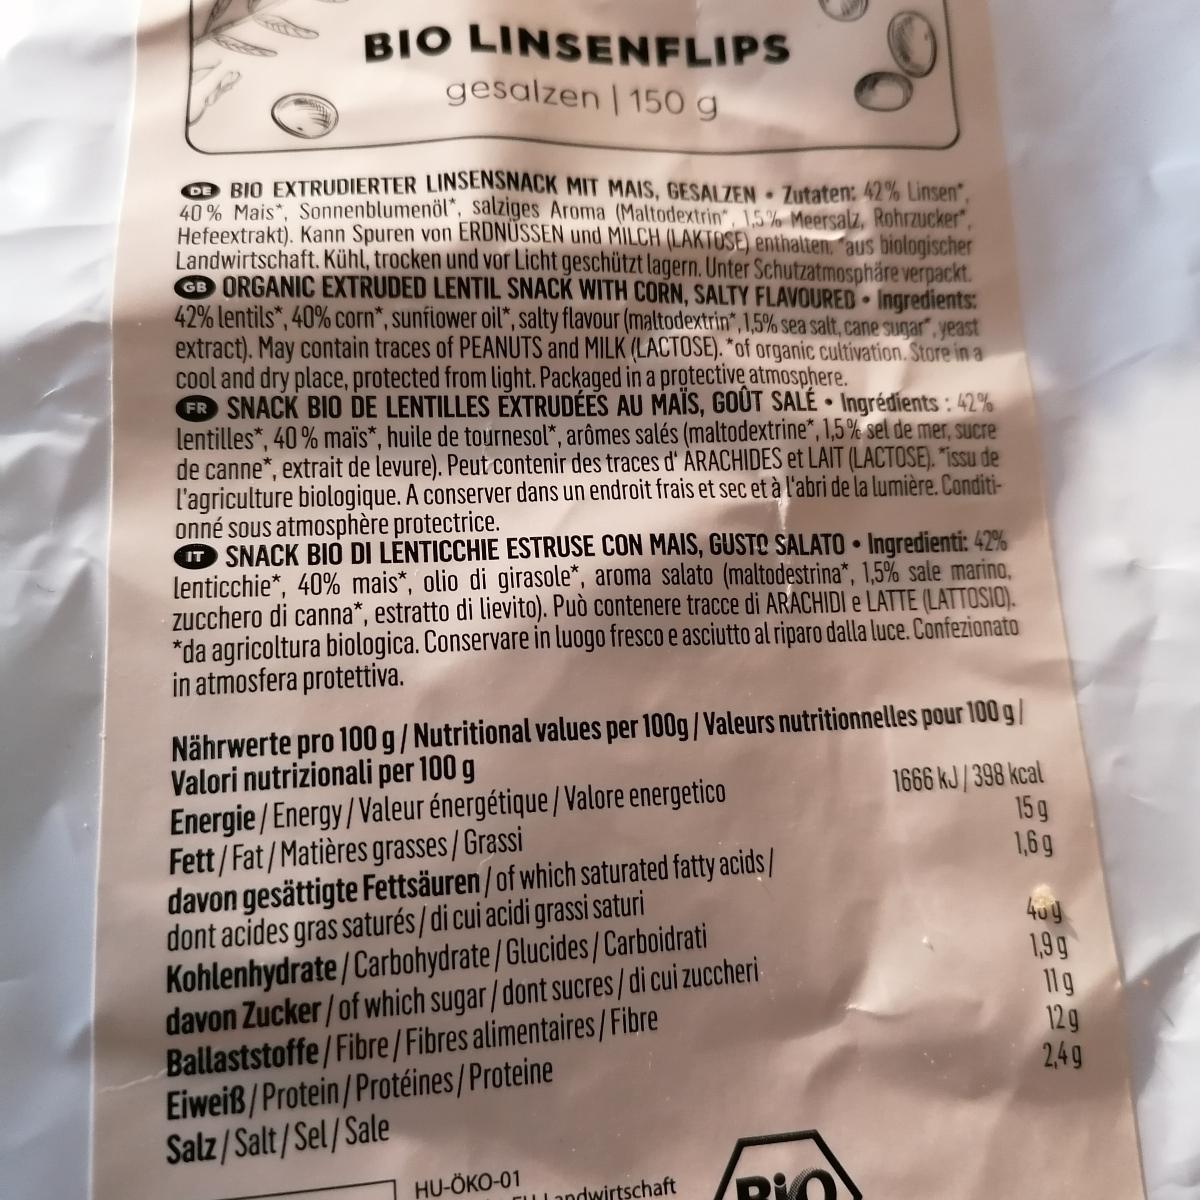 BIO LINSENFLIPS
gesalzen | 150 g
DE BIO EXTRUDIERTER LINSENSNACK MIT MAIS, GESALZEN • Zutaten: 42% Linsen*,
40 % Mais*, Sonnenblumenöl*, salziges Aroma (Maltodextrin*, 1,5% Meersalz, Rohrzucker*,
Hefeextrakt). Kann Spuren von ERDNÜSSEN und MILCH (LAKTOSE) enthalten. *aus biologischer
Landwirtschaft. Kühl, trocken und vor Licht geschützt lagern. Unter Schutzatmosphäre verpackt.
GB ORGANIC EXTRUDED LENTIL SNACK WITH CORN, SALTY FLAVOURED • Ingredients:
42% lentils*, 40% corn*, sunflower oil*, salty flavour (maltodextrin*, 1,5% sea salt, cane sugar*, yeast
extract). May contain traces of PEANUTS and MILK (LACTOSE). *of organic cultivation. Store in a
cool and dry place, protected from light. Packaged in a protective atmosphere.
FR SNACK BIO DE LENTILLES EXTRUDÉES AU MAÏS, GOÛT SALÉ • Ingrédients : 42%
lentilles*, 40 % maïs*, huile de tournesol*, arômes salés (maltodextrine*, 1,5% sel de mer, sucre
de canne*, extrait de levure). Peut contenir des traces d' ARACHIDES et LAIT (LACTOSE). *issu de
l'agriculture biologique. A conserver dans un endroit frais et sec et à l'abri de la lumière. Conditi-
onné sous atmosphère protectrice.
IT SNACK BIO DI LENTICCHIE ESTRUSE CON MAIS, GUSTO SALATO • Ingredienti: 42%
lenticchie*, 40% mais*, olio di girasole*, aroma salato (maltodestrina*, 1,5% sale marino,
zucchero di canna*, estratto di lievito). Può contenere tracce di ARACHIDI e LATTE (LATTOSIO).
*da agricoltura biologica. Conservare in luogo fresco e asciutto al riparo dalla luce. Confezionato
in atmosfera protettiva.
Nährwerte pro 100 g / Nutritional values per 100g / Valeurs nutritionnelles pour 100 g /
Valori nutrizionali per 100 g
Energie / Energy / Valeur énergétique / Valore energetico 1666 kJ / 398 kcal
Fett / Fat / Matières grasses / Grassi 15 g
davon gesättigte Fettsäuren / of which saturated fatty acids / 1,6 g
dont acides gras saturés / di cui acidi grassi saturi
Kohlenhydrate / Carbohydrate / Glucides / Carboidrati
davon Zucker / of which sugar / dont sucres / di cui zuccheri 1,9 g
Ballaststoffe / Fibre / Fibres alimentaires / Fibre 11 g
Eiweiß / Protein / Protéines / Proteine 12 g
Salz / Salt / Sel / Sale 2,4 g
HU-ÖKO-01
Landwirtschaft
Bio